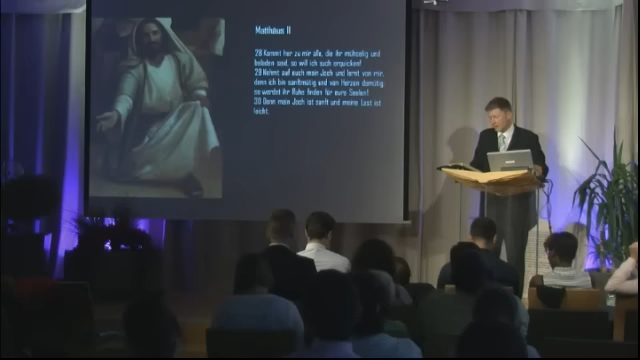 Matthäus 11
28 Kommt her zu mir alle, die ihr mühselig und
beladen seid, so will ich euch erquicken!
29 Nehmt auf euch mein Joch und lernt von mir,
denn ich bin sanftmütig und von Herzen demütig;
so werdet ihr Ruhe finden für eure Seelen!
30 Denn mein Joch ist sanft und meine Last ist
leicht.